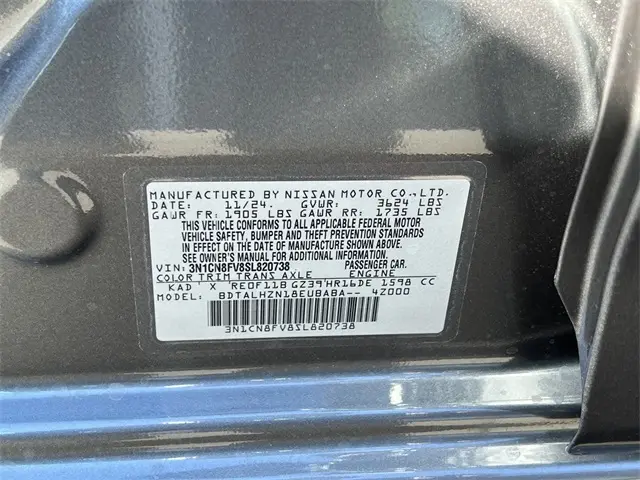 MANUFACTURED BY NISSAN MOTOR CO.,LTD.
DATE: 11/24. GVWR: 3624 LBS
GAWR FR: 1905 LBS GAWR RR: 1735 LBS
THIS VEHICLE CONFORMS TO ALL APPLICABLE FEDERAL MOTOR
VEHICLE SAFETY, BUMPER AND THEFT PREVENTION STANDARDS
IN EFFECT ON THE DATE OF MANUFACTURE SHOWN ABOVE.
SEE OWNER'S MANUAL FOR ADDITIONAL INFORMATION.
VIN: 3N1CN8FV8SL820738 PASSENGER CAR.
COLOR TRIM TRANS AXLE ENGINE
KAD X RE0F11B GZ39 HR16DE 1598 CC
MODEL: BDTALHZN18EUBABA-- 4Z000
3N1CN8FV8SL820738